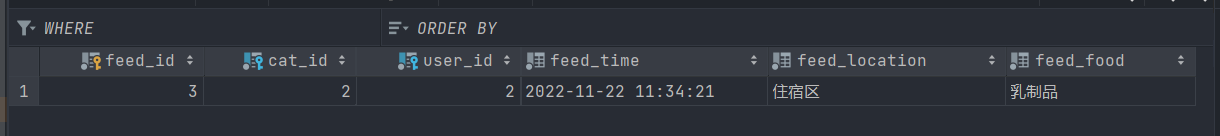 WHERE ORDER BY
feed_id cat_id user_id feed_time feed_location feed_food
1 3 2 2 2022-11-22 11:34:21 住宿区 乳制品